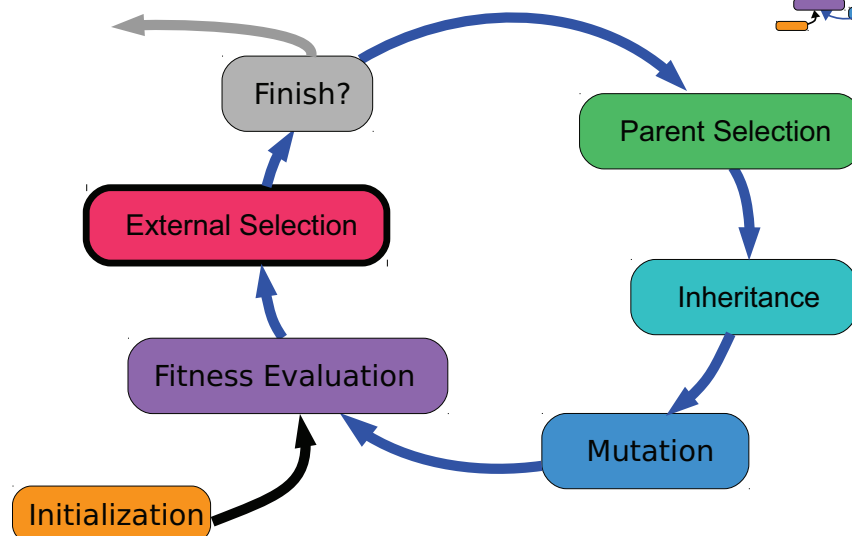 Finish?
Parent Selection
External Selection
Inheritance
Fitness Evaluation
Mutation
Initialization